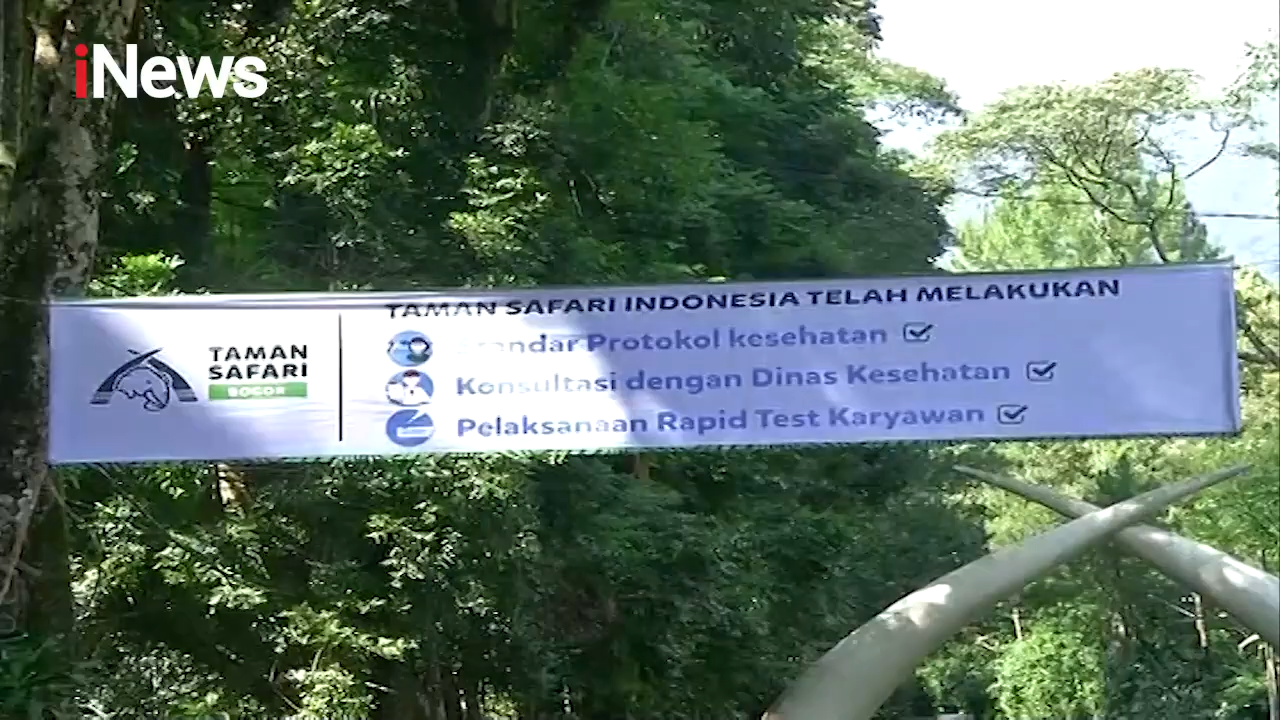 iNews
TAMAN SAFARI INDONESIA TELAH MELAKUKAN
TAMAN
SAFARI
BOGOR
Standar Protokol kesehatan
Konsultasi dengan Dinas Kesehatan
Pelaksanaan Rapid Test Karyawan